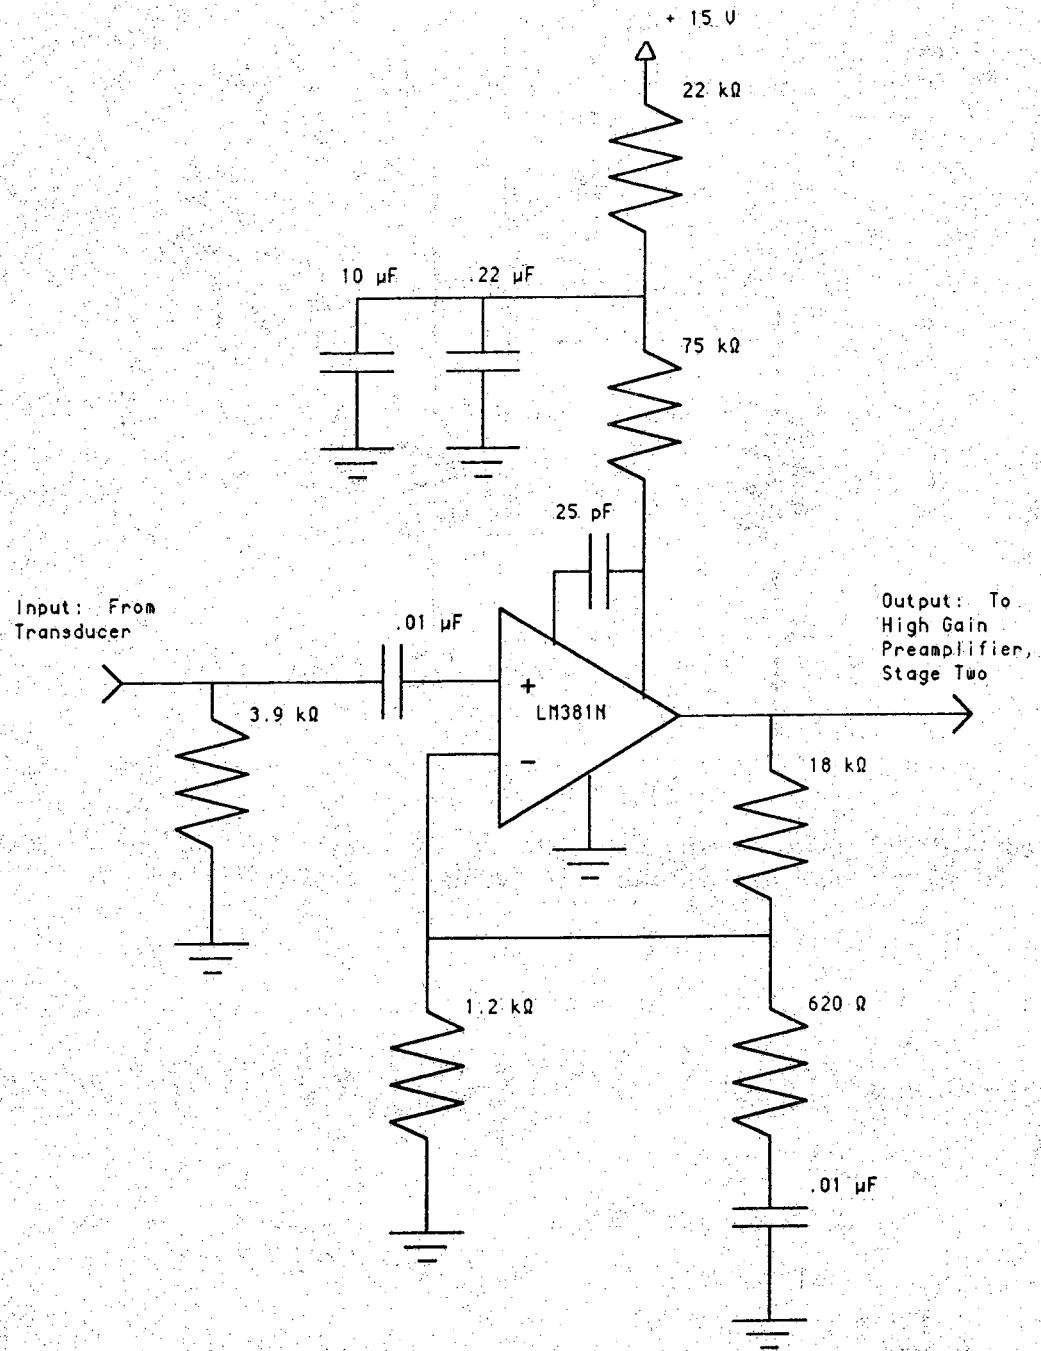 + 15 V
22 kΩ
10 µF
.22 µF
75 kΩ
25 pF
Input: From
Transducer
.01 µF
Output: To
High Gain
Preamplifier,
Stage Two
+
LM381N
-
3.9 kΩ
18 kΩ
1.2 kΩ
620 Ω
.01 µF